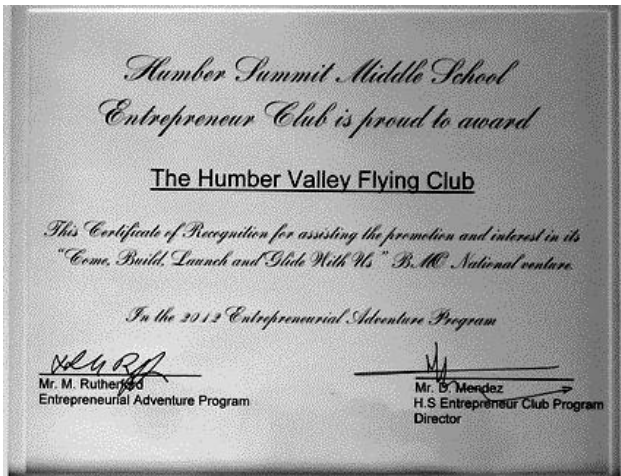 Humber Summit Middle School
Entrepreneur Club is proud to award
The Humber Valley Flying Club
This Certificate of Recognition for assisting the promotion and interest in its
"Come, Build, Launch and Glide With Us" BMO National venture.
In the 2012 Entrepreneurial Adventure Program
Mr. M. Rutherford
Entrepreneurial Adventure Program
Mr. D. Mendez
H.S Entrepreneur Club Program
Director